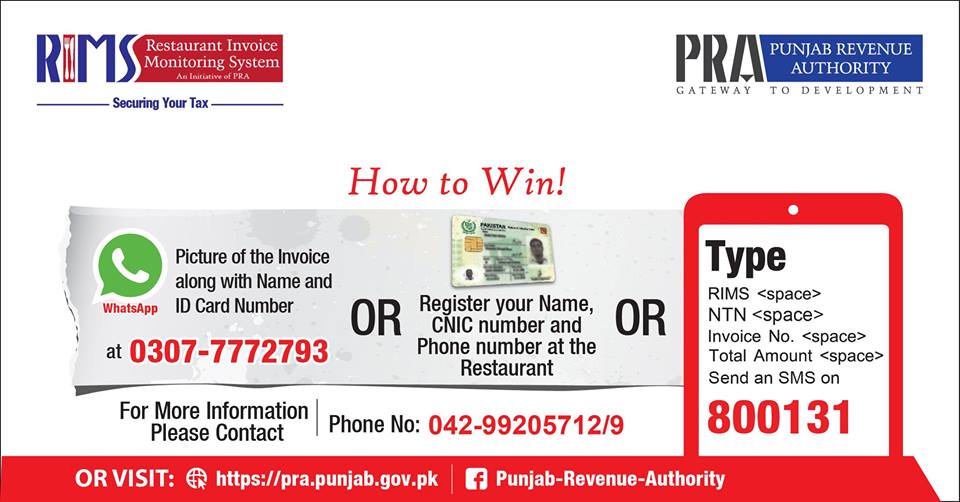 RIMS
Restaurant Invoice
Monitoring System
An Initiative of PRA
Securing Your Tax
PRA
PUNJAB REVENUE
AUTHORITY
GATEWAY TO DEVELOPMENT
How to Win!
WhatsApp
Picture of the Invoice
along with Name and
ID Card Number
at 0307-7772793
OR
PAKISTAN
Register your Name,
CNIC number and
Phone number at the
Restaurant
OR
Type
RIMS <space>
NTN <space>
Invoice No. <space>
Total Amount <space>
Send an SMS on
800131
For More Information
Please Contact
Phone No: 042-99205712/9
OR VISIT: https://pra.punjab.gov.pk
Punjab-Revenue-Authority